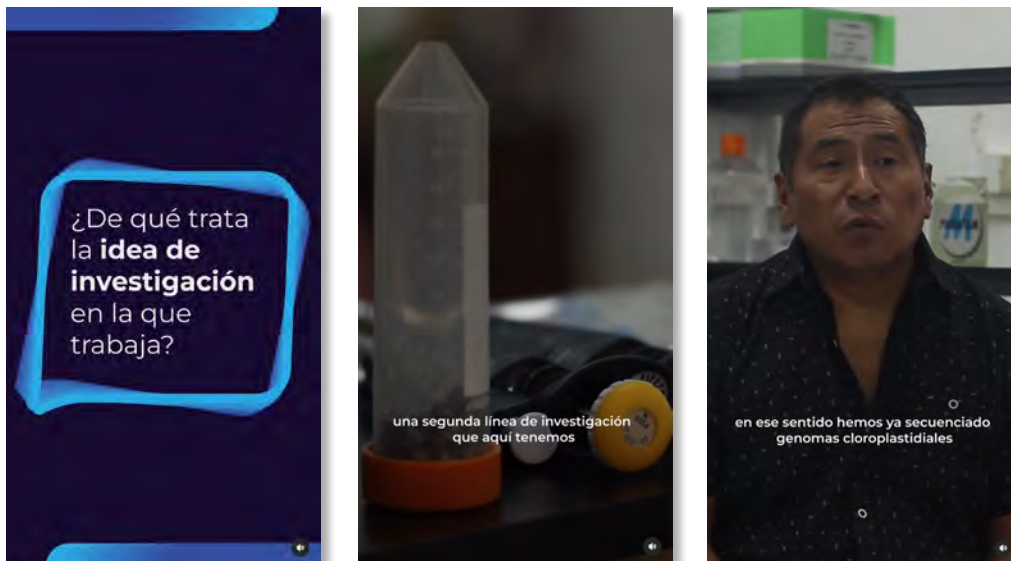 ¿De qué trata
la idea de
investigación
en la que
trabaja?
una segunda línea de investigación
que aquí tenemos
en ese sentido hemos ya secuenciado
genomas cloroplastidiales